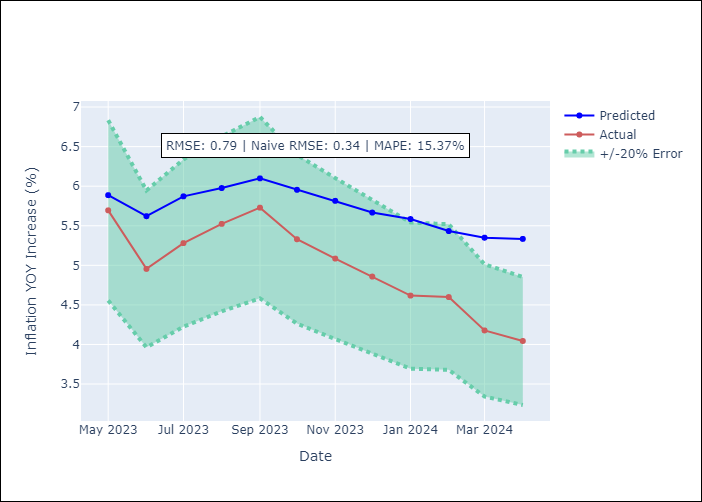 7
6.5
6
5.5
5
4.5
4
3.5
Inflation YOY Increase (%)
RMSE: 0.79 | Naive RMSE: 0.34 | MAPE: 15.37%
May 2023
Jul 2023
Sep 2023
Nov 2023
Jan 2024
Mar 2024
Date
Predicted
Actual
+/-20% Error